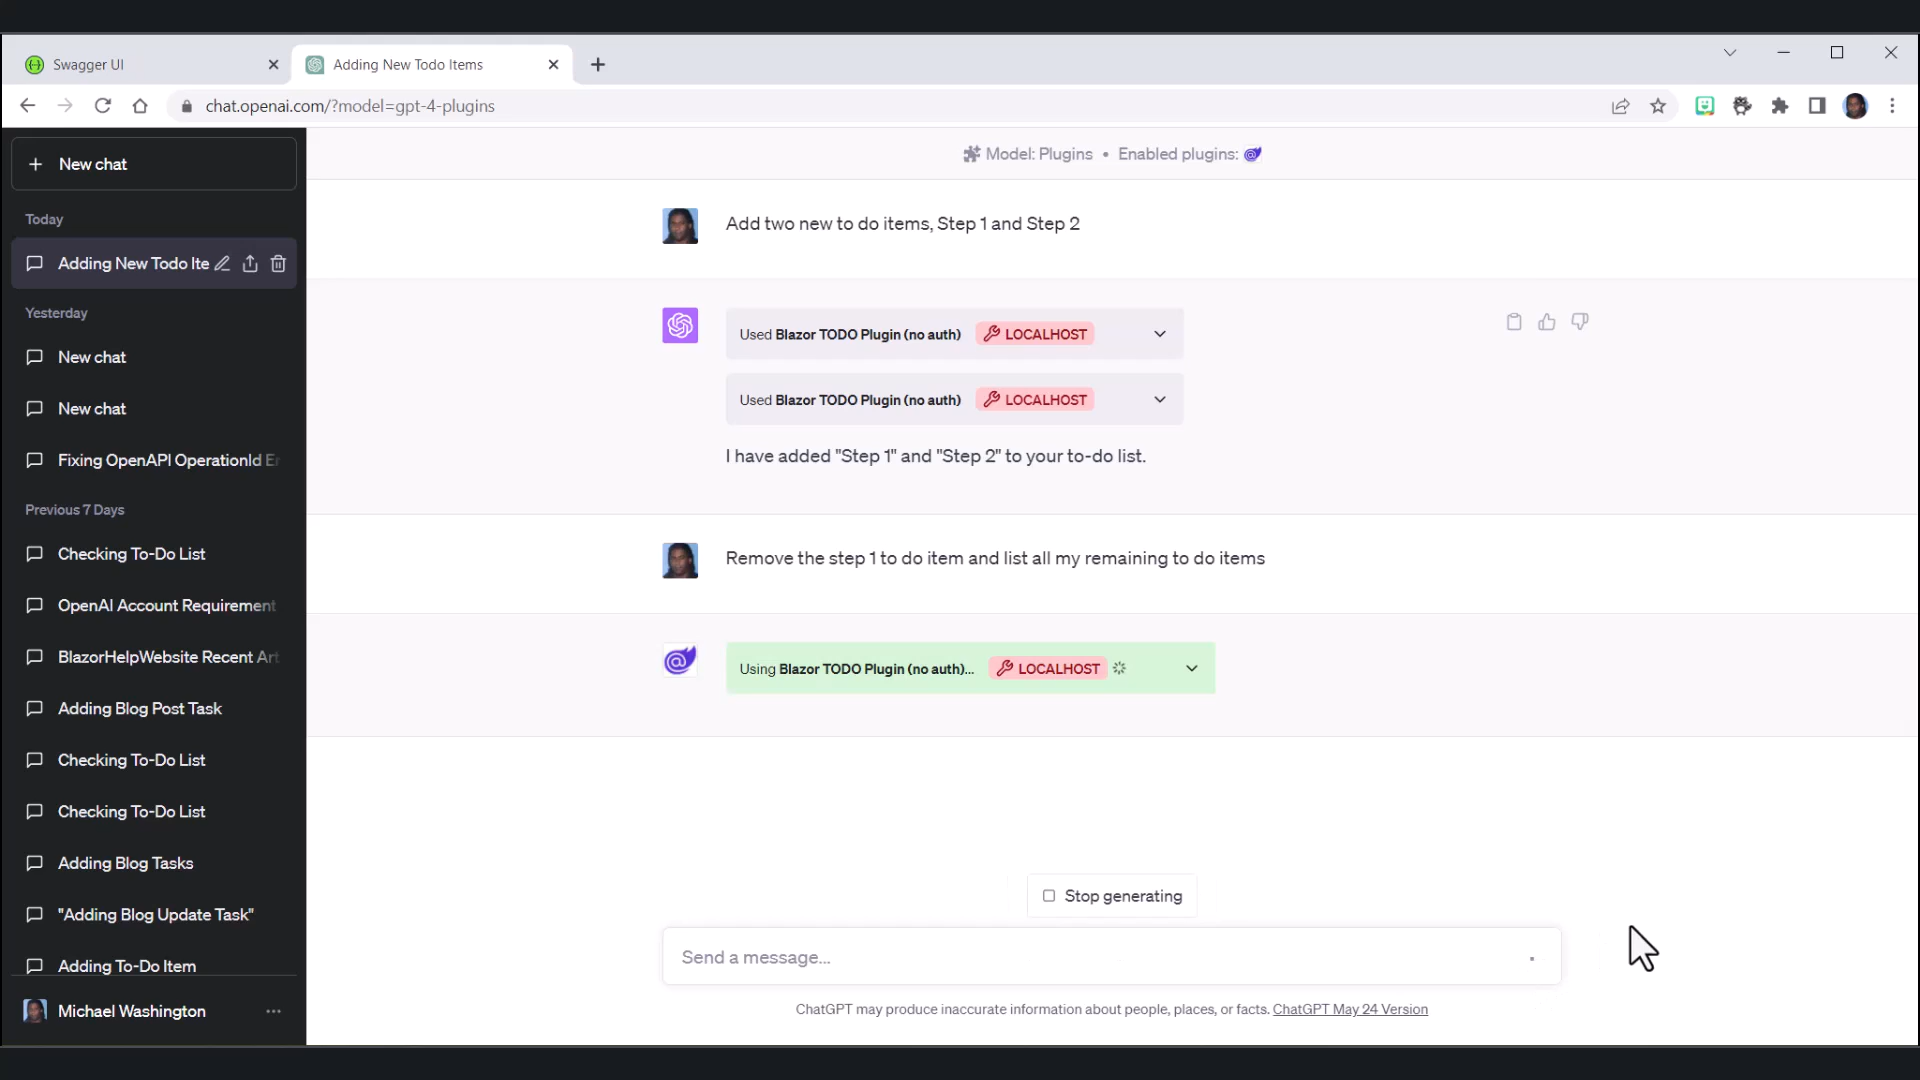 Swagger UI
Adding New Todo Items
chat.openai.com/?model=gpt-4-plugins
New chat
Today
Adding New Todo Ite
Yesterday
New chat
New chat
Fixing OpenAPI OperationId Er
Previous 7 Days
Checking To-Do List
OpenAI Account Requirement
BlazorHelpWebsite Recent Art
Adding Blog Post Task
Checking To-Do List
Checking To-Do List
Adding Blog Tasks
"Adding Blog Update Task"
Adding To-Do Item
Michael Washington
Model: Plugins • Enabled plugins:
Add two new to do items, Step 1 and Step 2
Used Blazor TODO Plugin (no auth) LOCALHOST
Used Blazor TODO Plugin (no auth) LOCALHOST
I have added "Step 1" and "Step 2" to your to-do list.
Remove the step 1 to do item and list all my remaining to do items
Using Blazor TODO Plugin (no auth)... LOCALHOST
Stop generating
Send a message...
ChatGPT may produce inaccurate information about people, places, or facts. ChatGPT May 24 Version